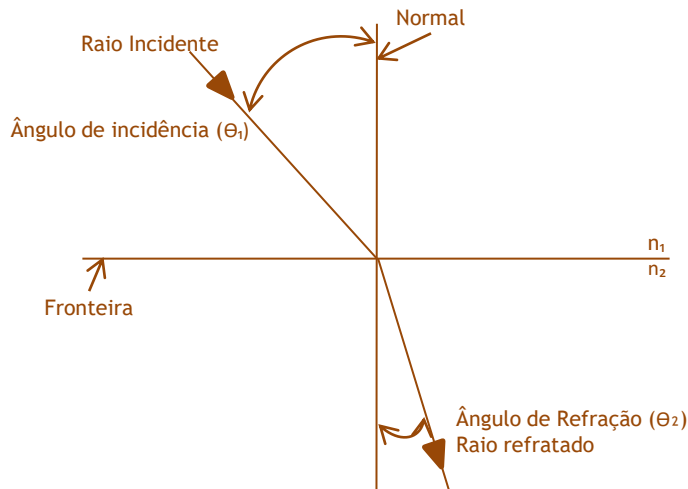 Normal
Raio Incidente
Ângulo de incidência (ϴ₁)
n₁
n₂
Fronteira
Ângulo de Refração (ϴ₂)
Raio refratado